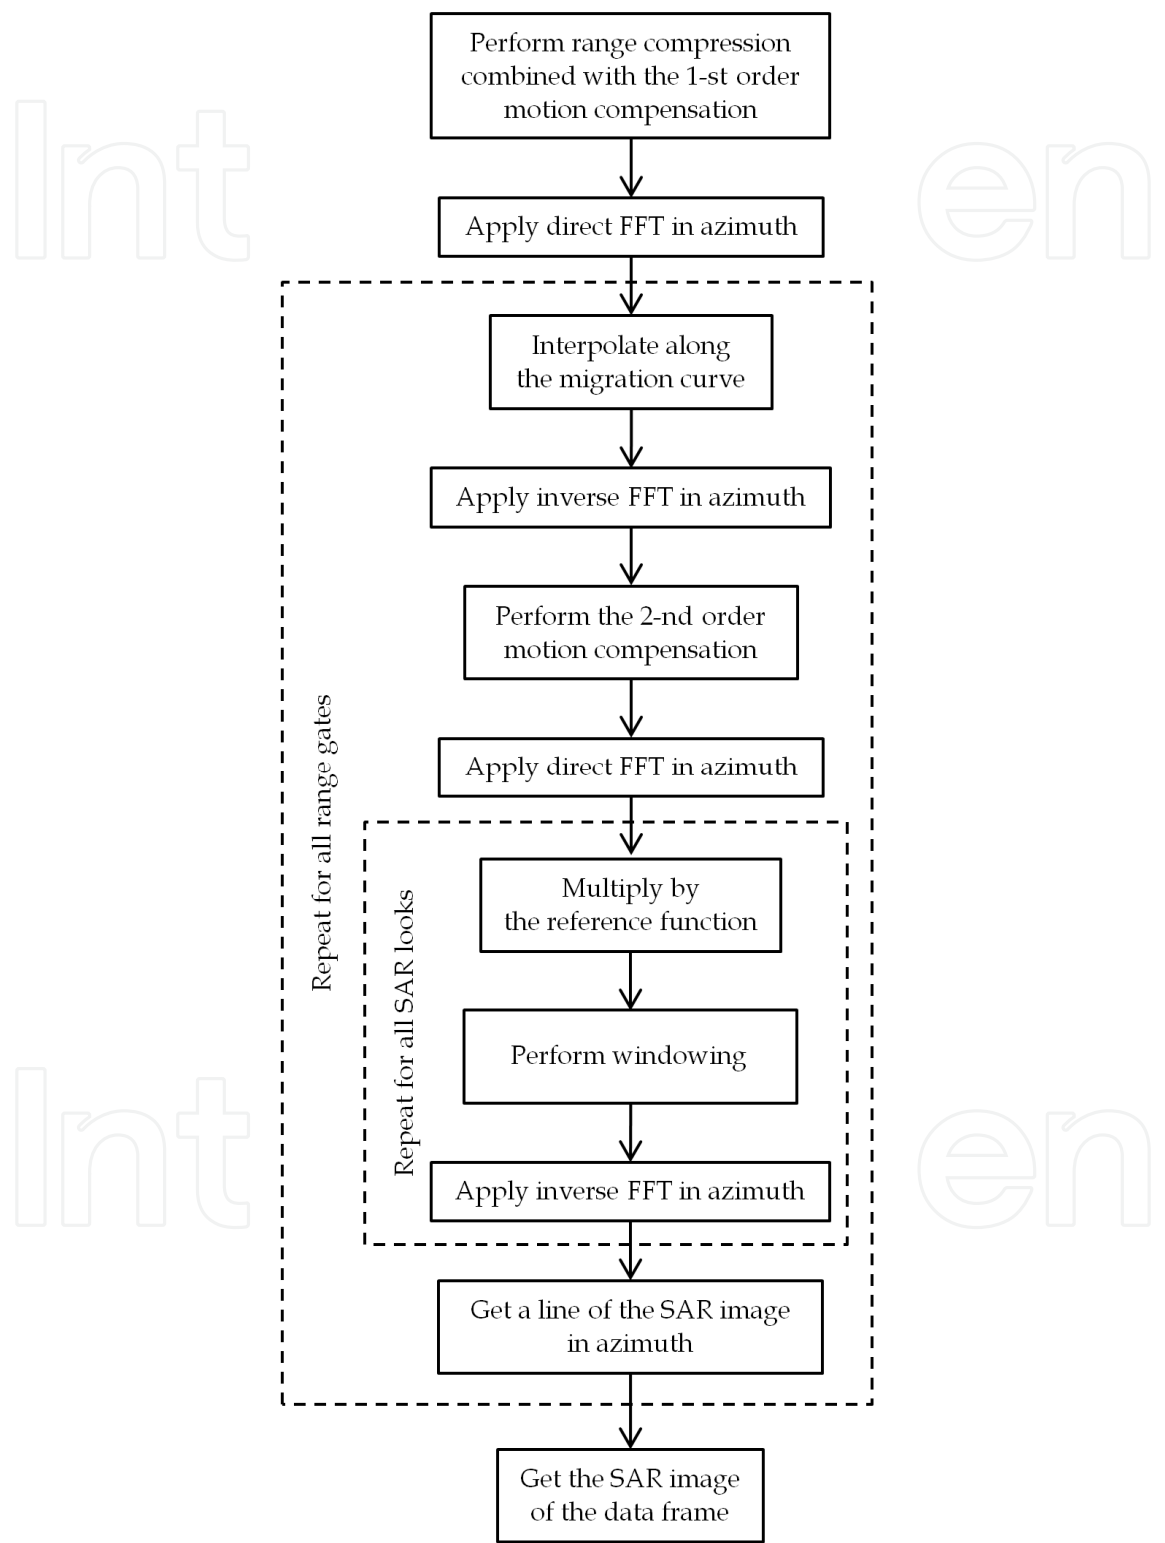 Perform range compression
combined with the 1-st order
motion compensation
Apply direct FFT in azimuth
Interpolate along
the migration curve
Apply inverse FFT in azimuth
Perform the 2-nd order
motion compensation
Apply direct FFT in azimuth
Repeat for all range gates
Multiply by
the reference function
Repeat for all SAR looks
Perform windowing
Apply inverse FFT in azimuth
Get a line of the SAR image
in azimuth
Get the SAR image
of the data frame
Int en
Int en